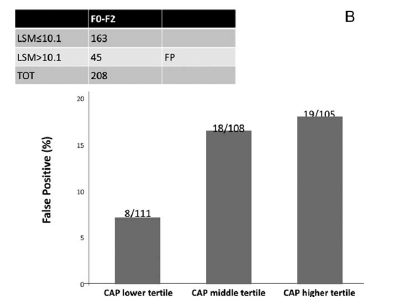 B
F0-F2
LSM≤10.1 163
LSM>10.1 45 FP
TOT 208
False Positive (%)
20
15
10
5
0
8/111
18/108
19/105
CAP lower tertile CAP middle tertile CAP higher tertile